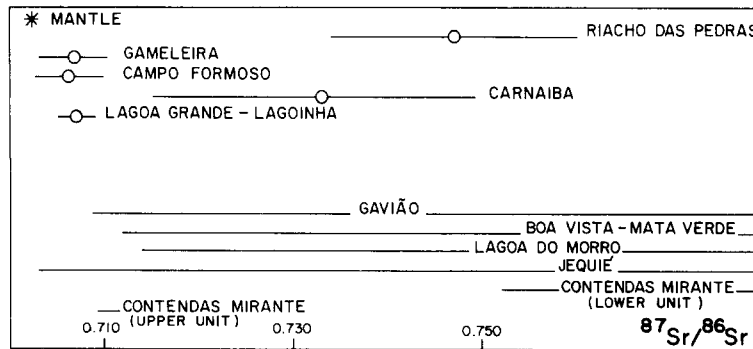 * MANTLE
RIACHO DAS PEDRAS
GAMELEIRA
CAMPO FORMOSO
CARNAIBA
LAGOA GRANDE - LAGOINHA
GAVIÃO
BOA VISTA - MATA VERDE
LAGOA DO MORRO
JEQUIÉ
CONTENDAS MIRANTE
(LOWER UNIT)
CONTENDAS MIRANTE
(UPPER UNIT)
0.710 0.730 0.750
87Sr/86Sr